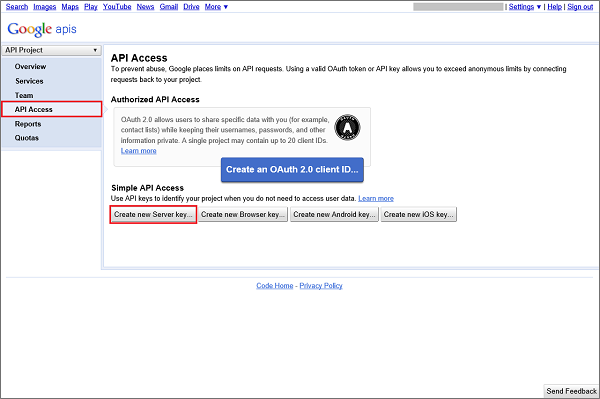 Search Images Maps Play YouTube News Gmail Drive More ▼ | Settings ▼ | Help | Sign out
Google apis
API Project ▼
Overview
Services
Team
API Access
Reports
Quotas
API Access
To prevent abuse, Google places limits on API requests. Using a valid OAuth token or API key allows you to exceed anonymous limits by connecting
requests back to your project.
Authorized API Access
OAuth 2.0 allows users to share specific data with you (for example,
contact lists) while keeping their usernames, passwords, and other
information private. A single project may contain up to 20 client IDs.
Learn more
OAUTH
A
Create an OAuth 2.0 client ID...
Simple API Access
Use API keys to identify your project when you do not need to access user data. Learn more
Create new Server key... Create new Browser key... Create new Android key... Create new iOS key...
Code Home - Privacy Policy
Send Feedback